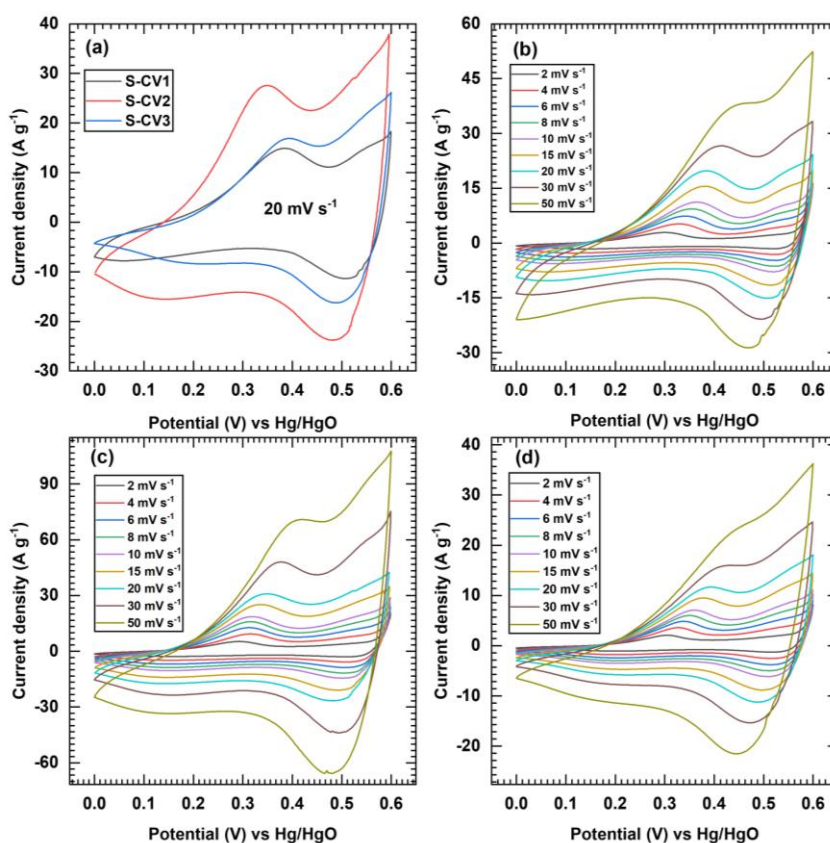 (a)
S-CV1
S-CV2
S-CV3
20 mV s⁻¹
40
30
20
10
0
-10
-20
-30
0.0 0.1 0.2 0.3 0.4 0.5 0.6
Current density (A g⁻¹)
Potential (V) vs Hg/HgO
(b)
2 mV s⁻¹
4 mV s⁻¹
6 mV s⁻¹
8 mV s⁻¹
10 mV s⁻¹
15 mV s⁻¹
20 mV s⁻¹
30 mV s⁻¹
50 mV s⁻¹
60
45
30
15
0
-15
-30
0.0 0.1 0.2 0.3 0.4 0.5 0.6
Current density (A g⁻¹)
Potential (V) vs Hg/HgO
(c)
2 mV s⁻¹
4 mV s⁻¹
6 mV s⁻¹
8 mV s⁻¹
10 mV s⁻¹
15 mV s⁻¹
20 mV s⁻¹
30 mV s⁻¹
50 mV s⁻¹
90
60
30
0
-30
-60
0.0 0.1 0.2 0.3 0.4 0.5 0.6
Current density (A g⁻¹)
Potential (V) vs Hg/HgO
(d)
2 mV s⁻¹
4 mV s⁻¹
6 mV s⁻¹
8 mV s⁻¹
10 mV s⁻¹
15 mV s⁻¹
20 mV s⁻¹
30 mV s⁻¹
50 mV s⁻¹
40
30
20
10
0
-10
-20
0.0 0.1 0.2 0.3 0.4 0.5 0.6
Current density (A g⁻¹)
Potential (V) vs Hg/HgO